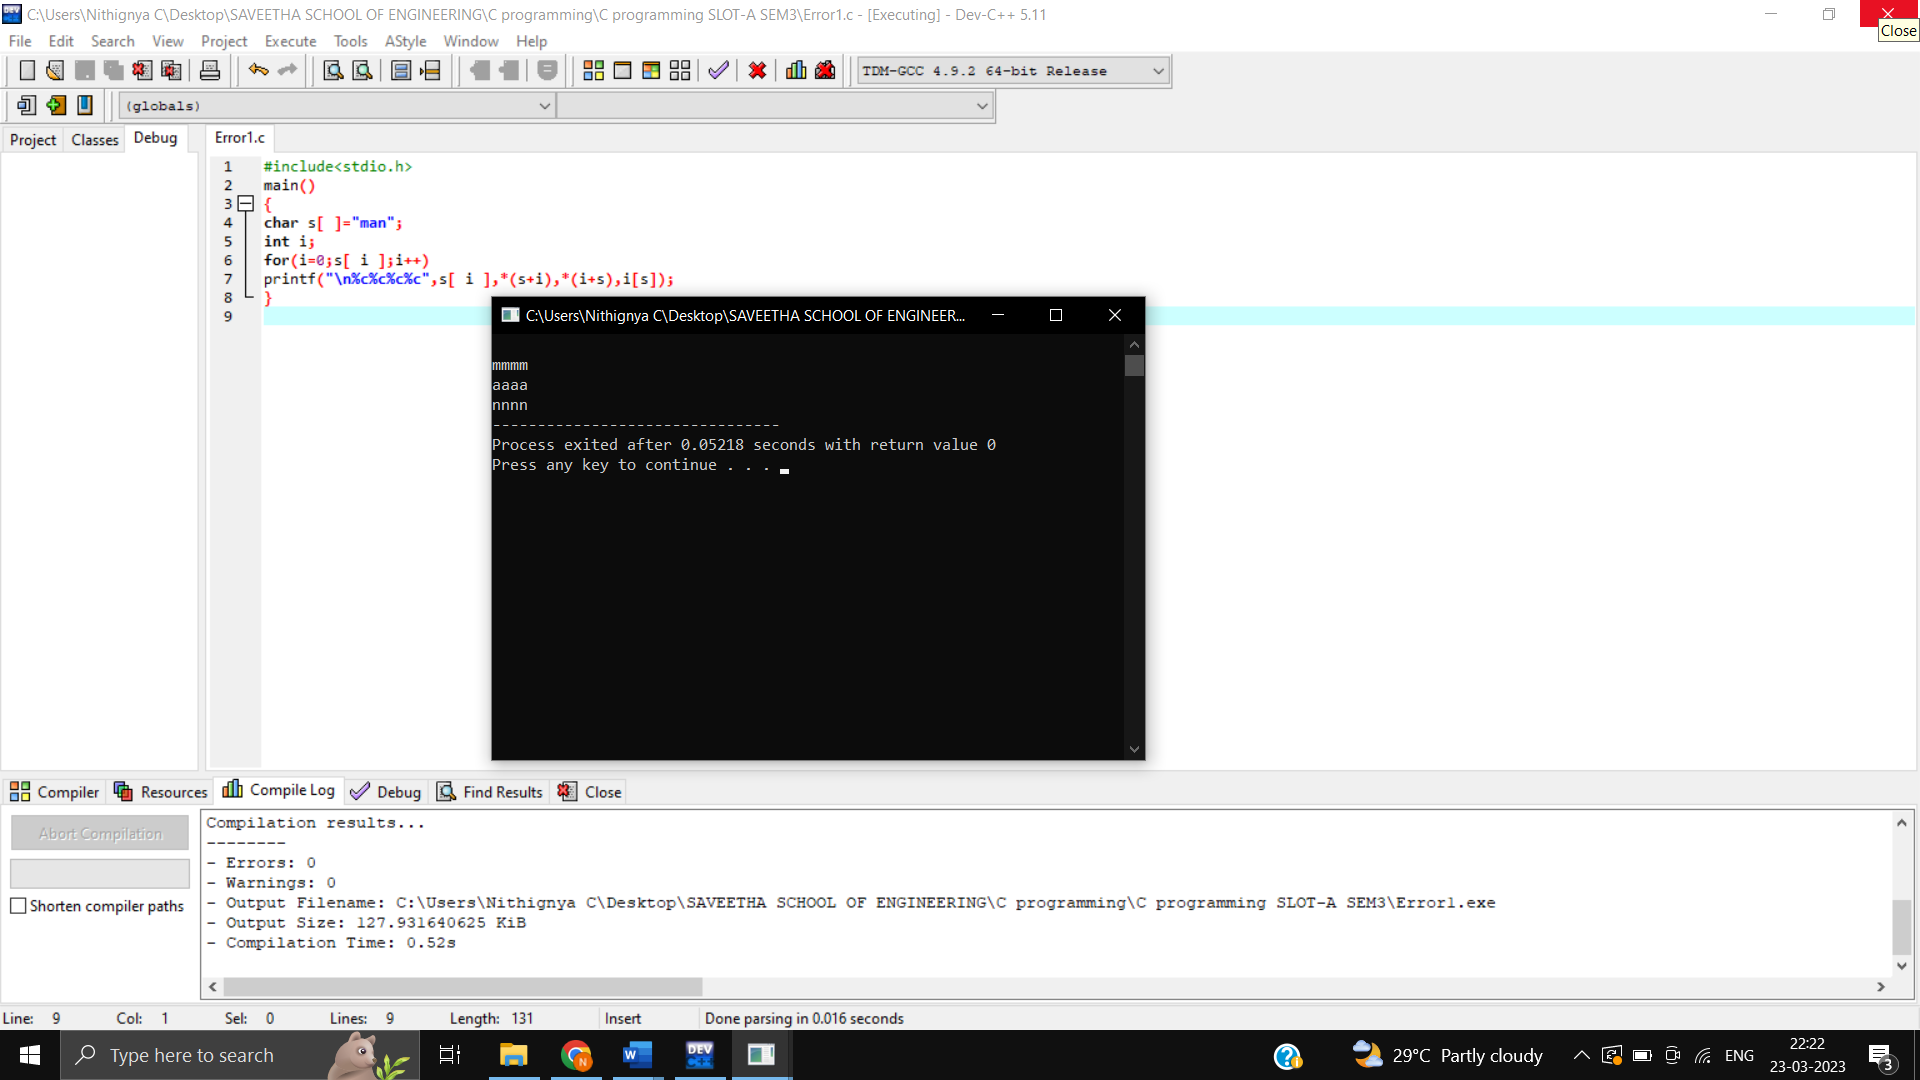 C:\Users\Nithignya C\Desktop\SAVEETHA SCHOOL OF ENGINEERING\C programming\C programming SLOT-A SEM3\Error1.c - [Executing] - Dev-C++ 5.11
Close
File Edit Search View Project Execute Tools AStyle Window Help
TDM-GCC 4.9.2 64-bit Release
(globals)
Project Classes Debug
Error1.c
1 #include<stdio.h>
2 main()
3 {
4 char s[ ]="man";
5 int i;
6 for(i=0;s[ i ];i++)
7 printf("\n%c%c%c%c",s[ i ],*(s+i),*(i+s),i[s]);
8 }
9
C:\Users\Nithignya C\Desktop\SAVEETHA SCHOOL OF ENGINEER...
mmmm
aaaa
nnnn
--------------------------------
Process exited after 0.05218 seconds with return value 0
Press any key to continue . . .
Compiler Resources Compile Log Debug Find Results Close
Abort Compilation
Shorten compiler paths
Compilation results...
--------
- Errors: 0
- Warnings: 0
- Output Filename: C:\Users\Nithignya C\Desktop\SAVEETHA SCHOOL OF ENGINEERING\C programming\C programming SLOT-A SEM3\Error1.exe
- Output Size: 127.931640625 KiB
- Compilation Time: 0.52s
Line: 9 Col: 1 Sel: 0 Lines: 9 Length: 131 Insert Done parsing in 0.016 seconds
Type here to search
DEV
29°C Partly cloudy
ENG
22:22
23-03-2023
3